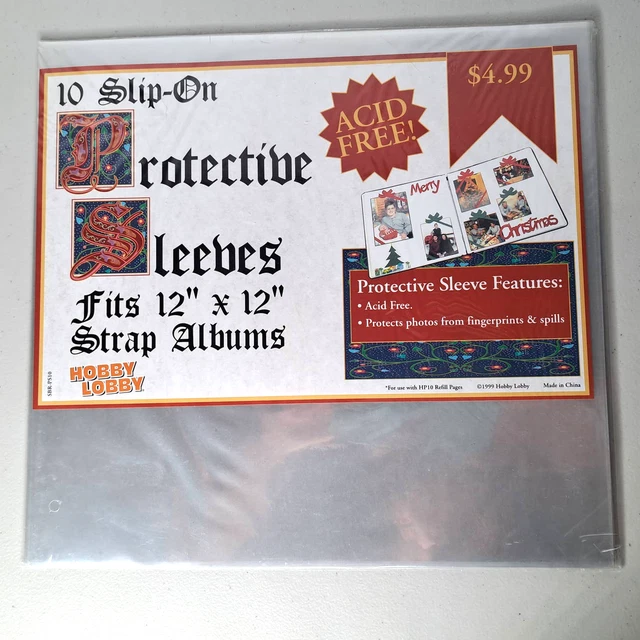 10 Slip-On
Protective
Sleeves
Fits 12" x 12"
Strap Albums
HOBBY
LOBBY
SBR-PS10
ACID
FREE!
$4.99
Merry
Christmas
Protective Sleeve Features:
• Acid Free.
• Protects photos from fingerprints & spills
*For use with HP10 Refill Pages ©1999 Hobby Lobby Made in China